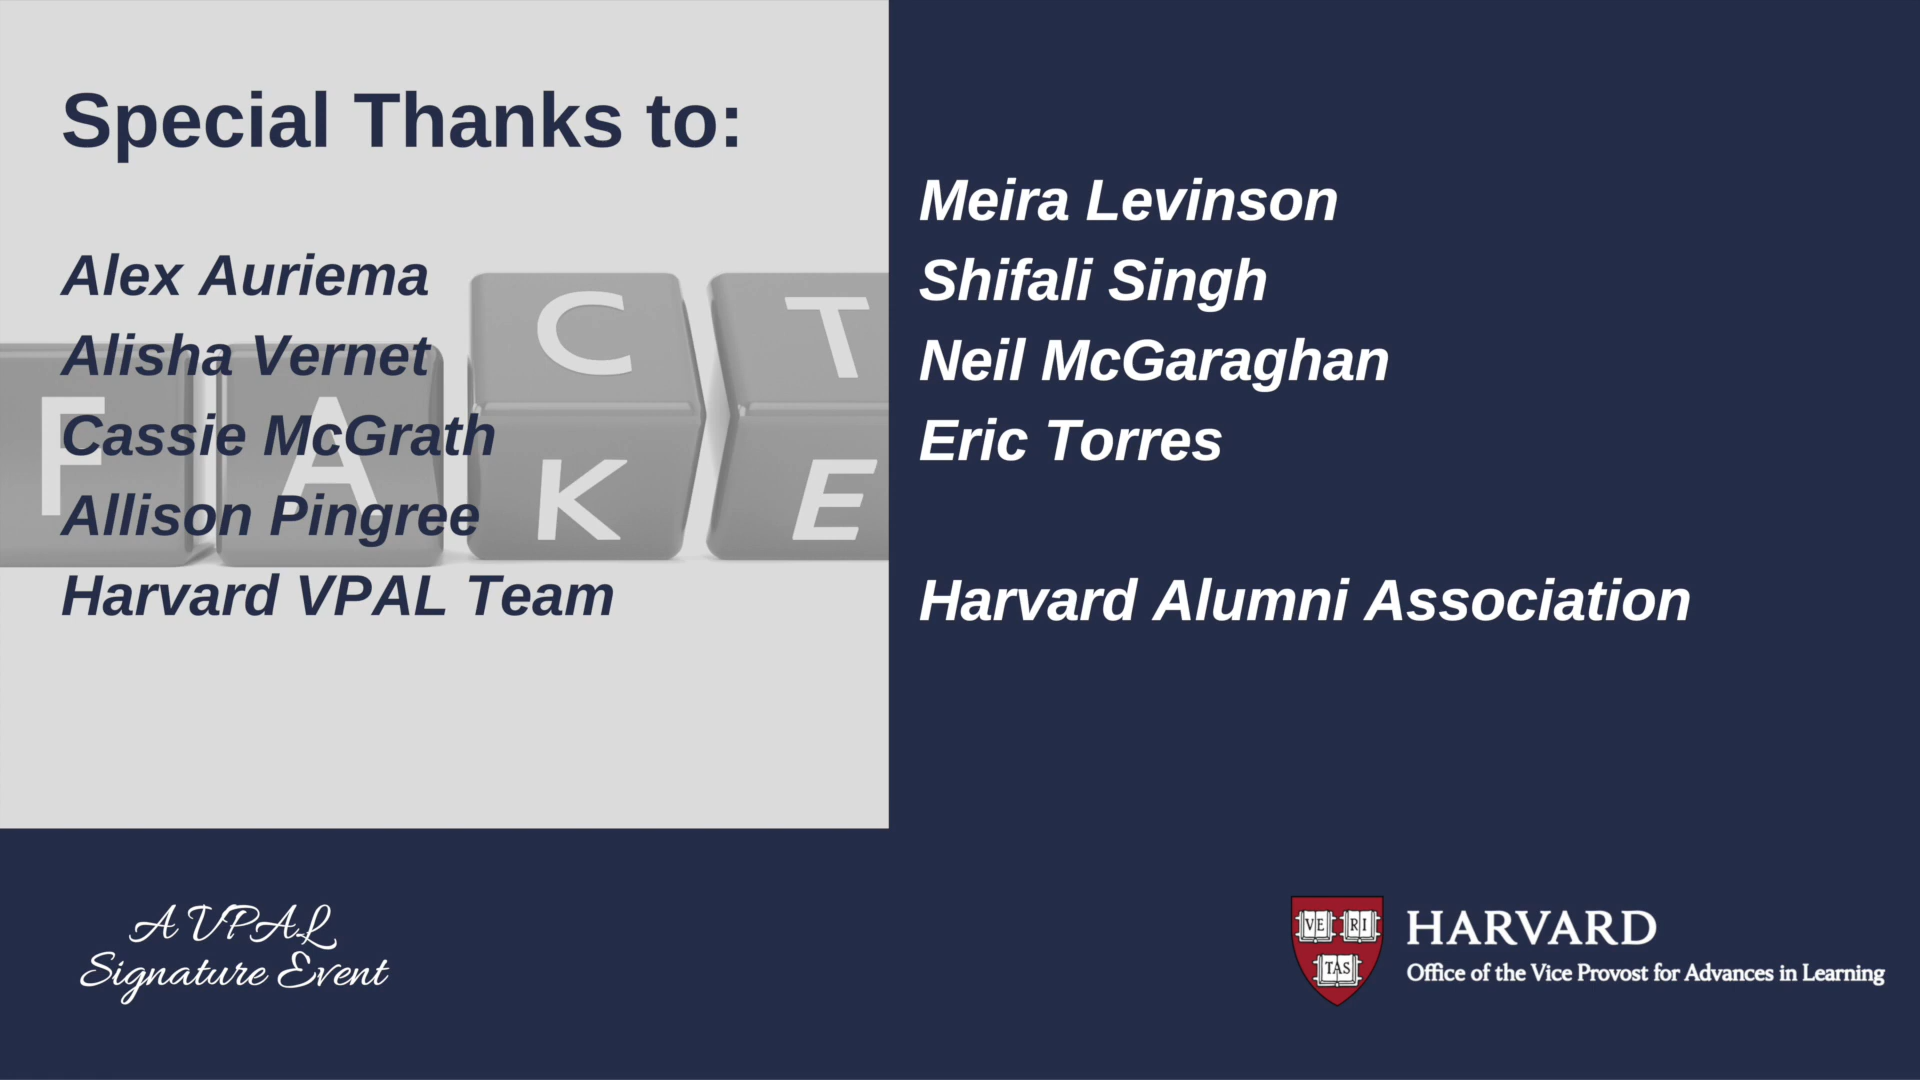 Special Thanks to:
Alex Auriema
Alisha Vernet
Cassie McGrath
Allison Pingree
Harvard VPAL Team
F A C T
K E
Meira Levinson
Shifali Singh
Neil McGaraghan
Eric Torres
Harvard Alumni Association
A VPAL
Signature Event
VE RI
TAS
HARVARD
Office of the Vice Provost for Advances in Learning